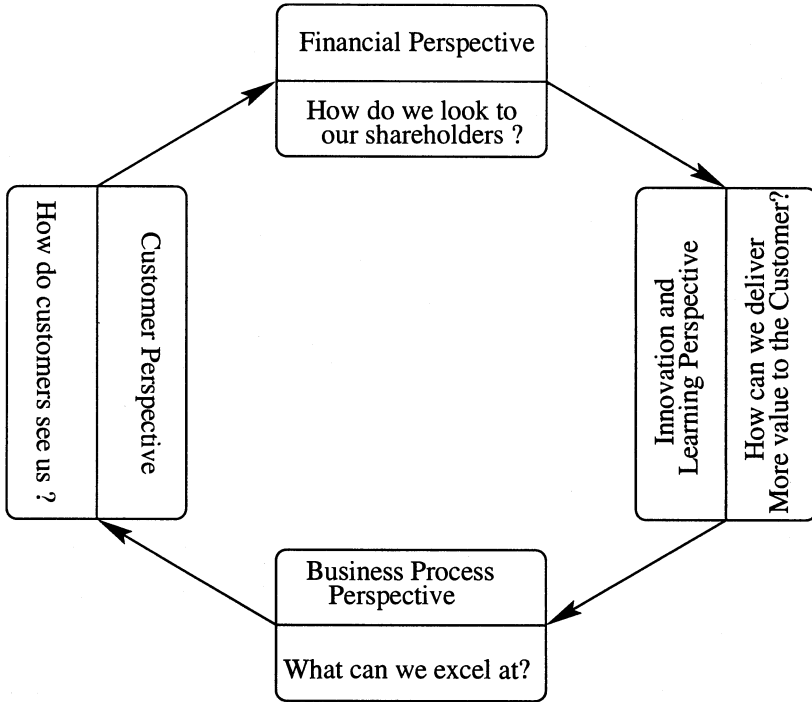 Financial Perspective
How do we look to
our shareholders ?
How do customers see us ?
Customer Perspective
Innovation and
Learning Perspective
How can we deliver
More value to the Customer?
Business Process
Perspective
What can we excel at?